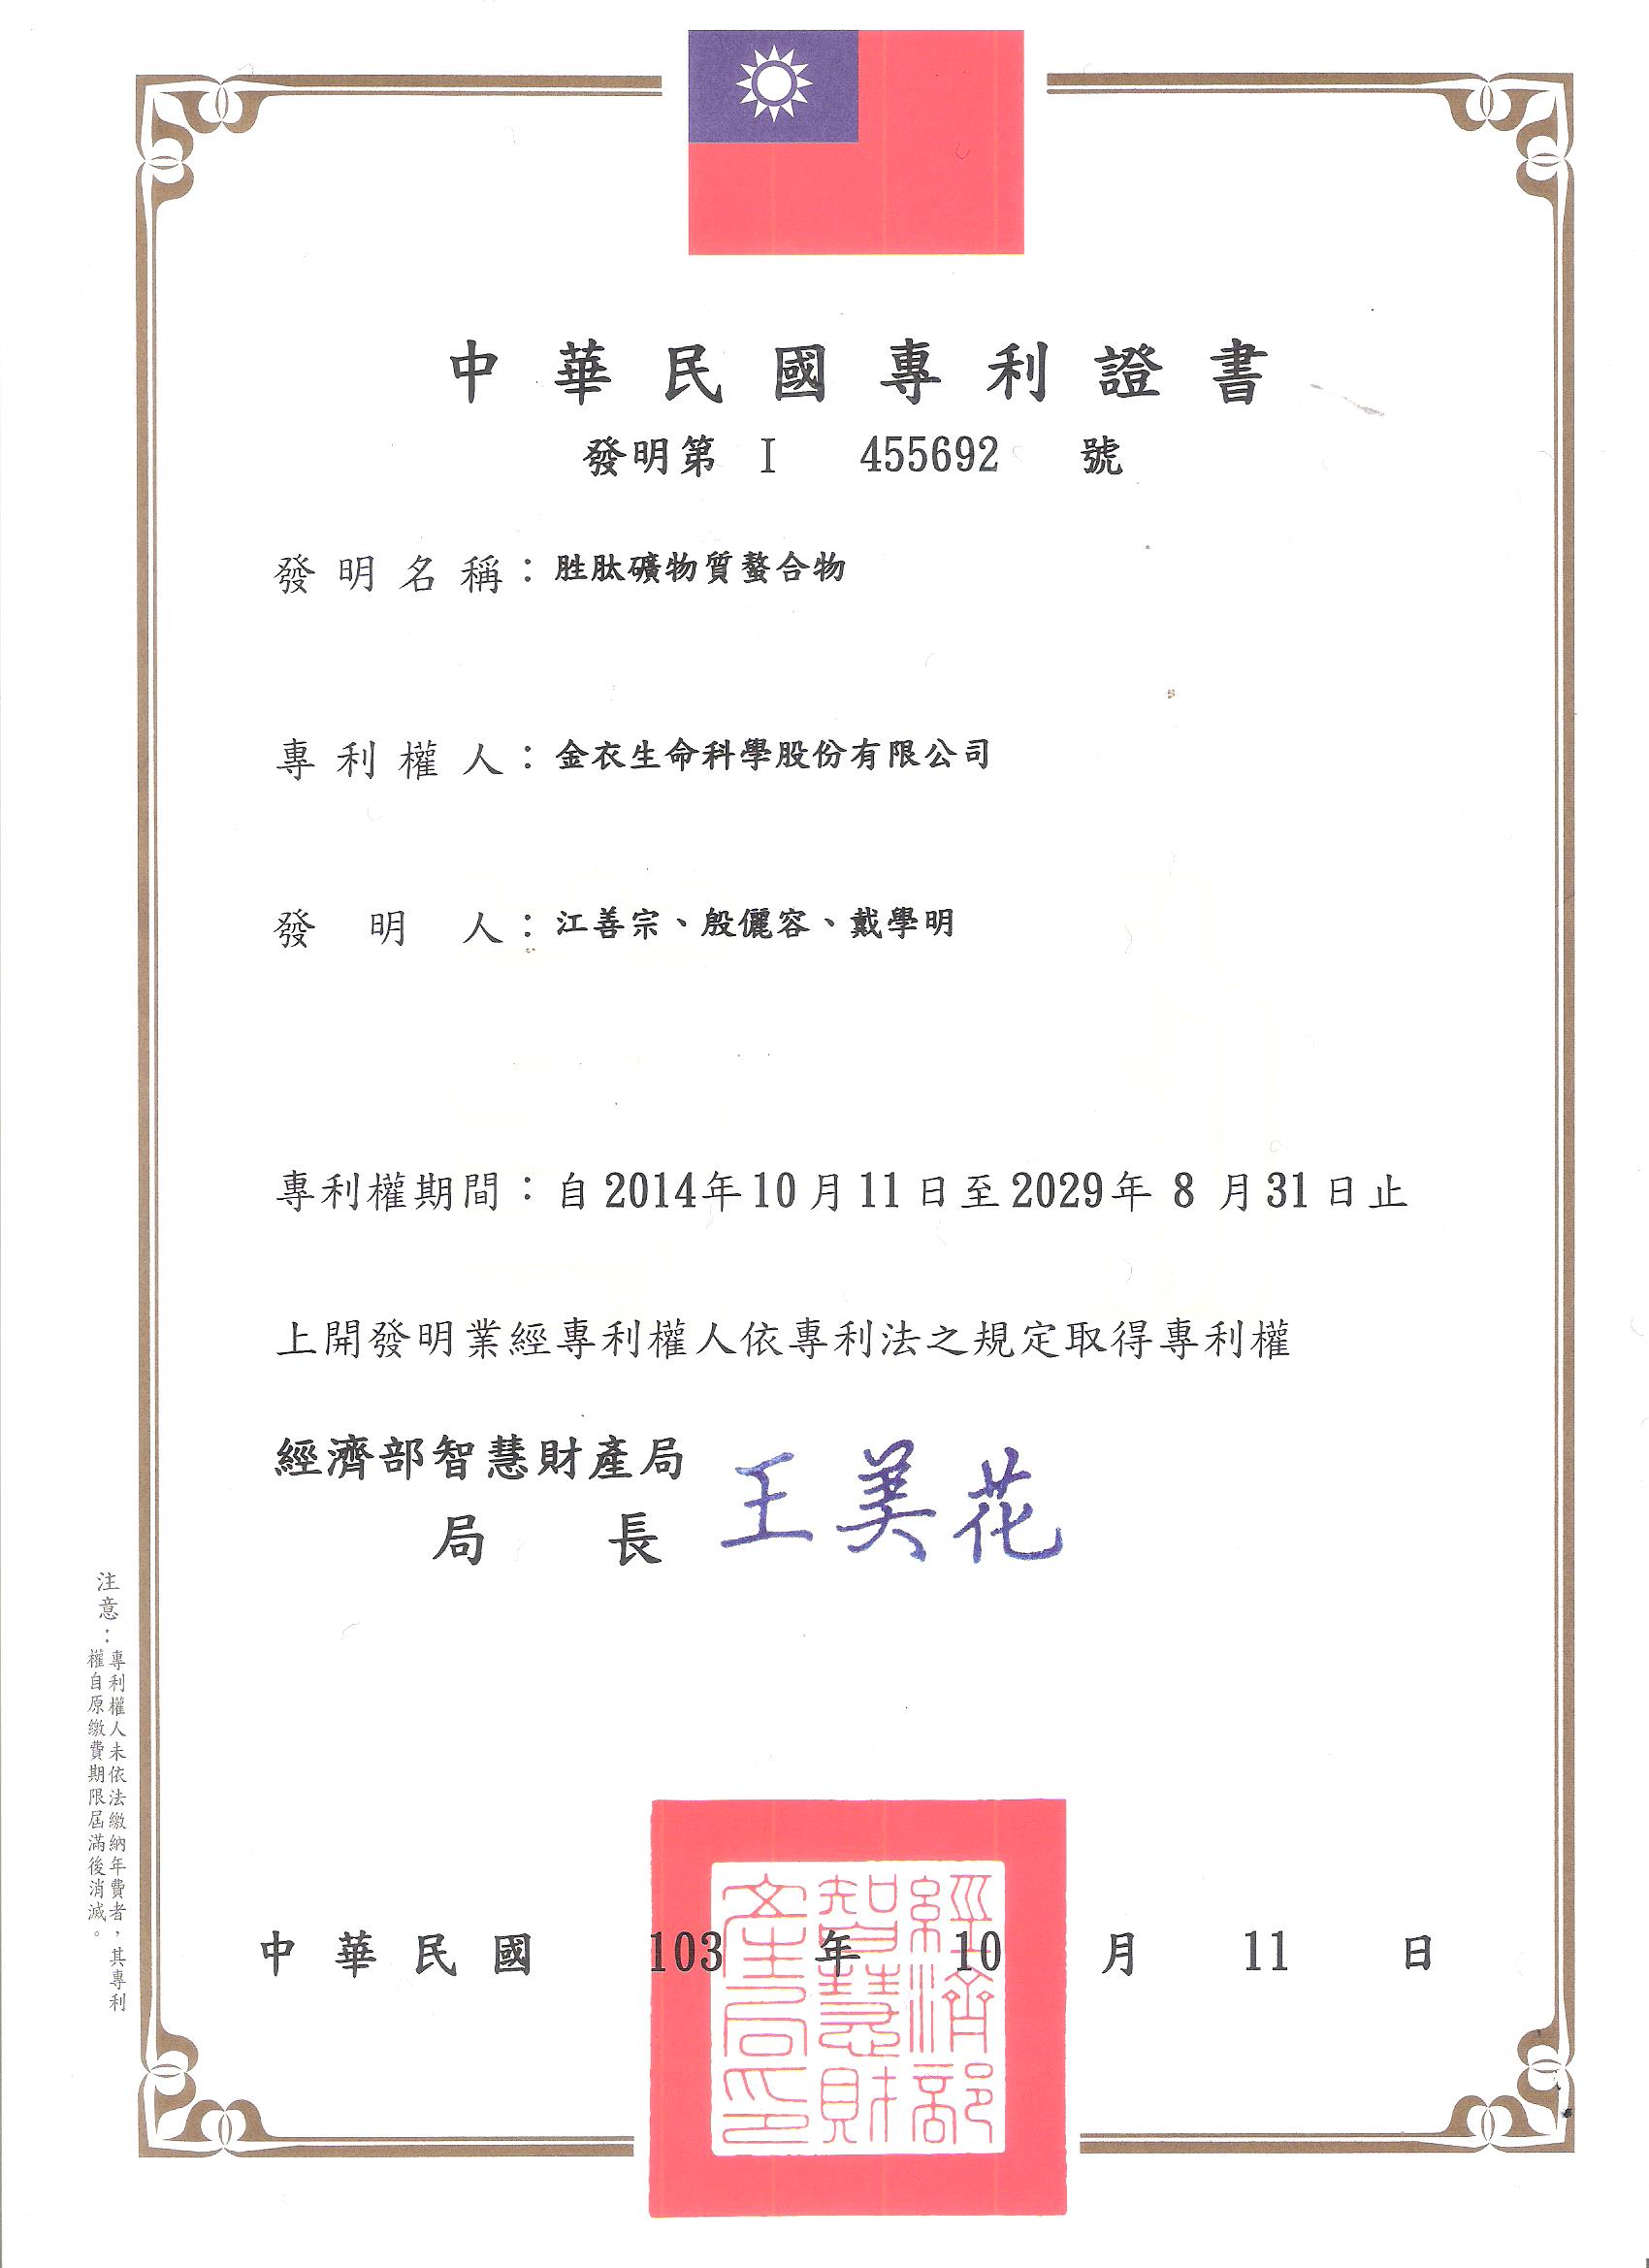 中華民國專利證書
發明第 I 455692 號
發明名稱：胜肽礦物質螯合物
專利權人：金衣生命科學股份有限公司
發明人：江善宗、殷儷容、戴學明
專利權期間：自2014年10月11日至2029年8月31日止
上開發明業經專利權人依專利法之規定取得專利權
經濟部智慧財產局
局長 王美花
注意：專利權人未依法繳納年費者，其專利
權自原繳費期限屆滿後消滅。
中華民國 103 年 10 月 11 日
經濟部
智慧財
產局印